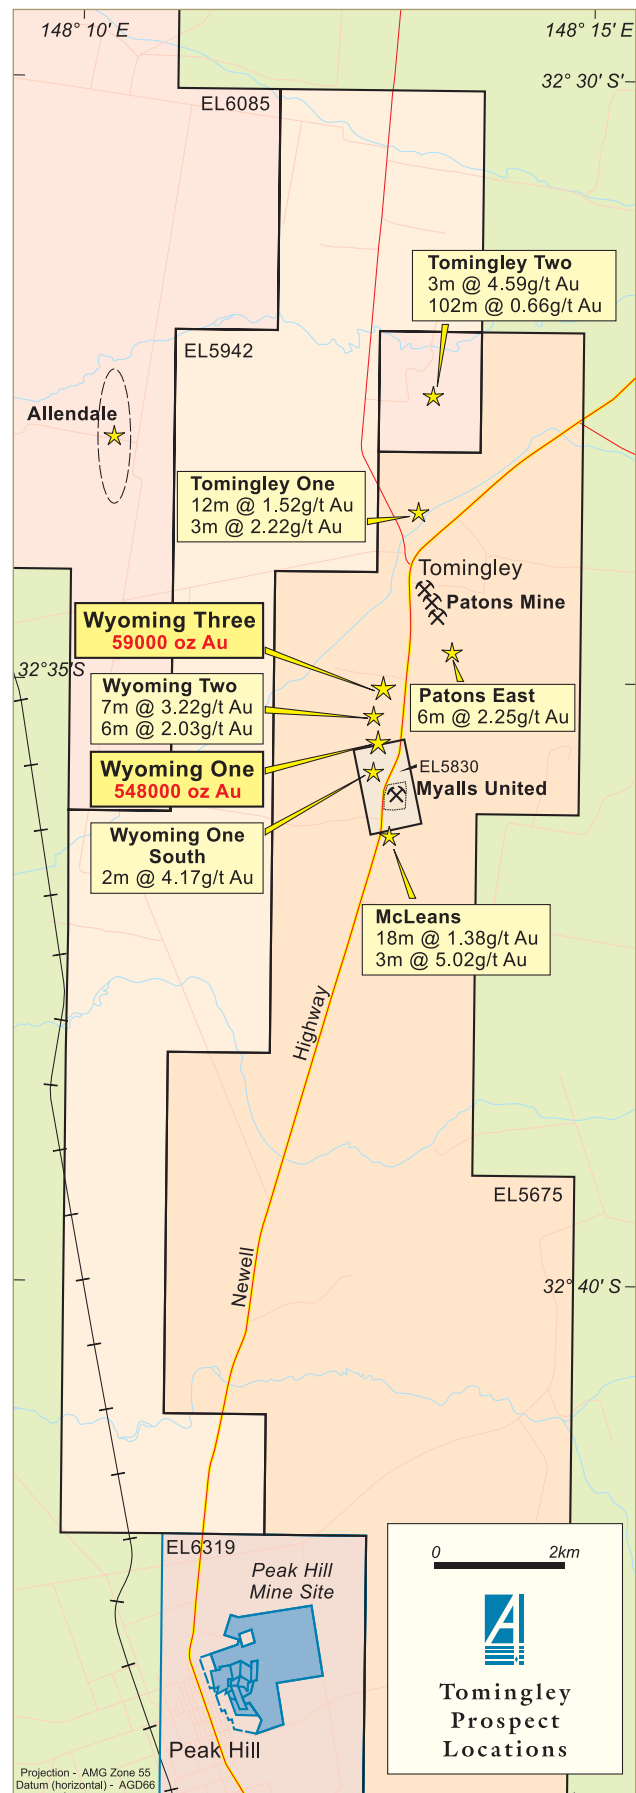 148° 10' E
148° 15' E
32° 30' S'
EL6085
Tomingley Two
3m @ 4.59g/t Au
102m @ 0.66g/t Au
EL5942
Allendale
Tomingley One
12m @ 1.52g/t Au
3m @ 2.22g/t Au
Tomingley
Patons Mine
Wyoming Three
59000 oz Au
32°35'S
Wyoming Two
7m @ 3.22g/t Au
6m @ 2.03g/t Au
Patons East
6m @ 2.25g/t Au
Wyoming One
548000 oz Au
EL5830
Myalls United
Wyoming One
South
2m @ 4.17g/t Au
McLeans
18m @ 1.38g/t Au
3m @ 5.02g/t Au
Highway
EL5675
Newell
32° 40' S
EL6319
Peak Hill
Mine Site
0 2km
Tomingley
Prospect
Locations
Peak Hill
Projection - AMG Zone 55
Datum (horizontal) - AGD66